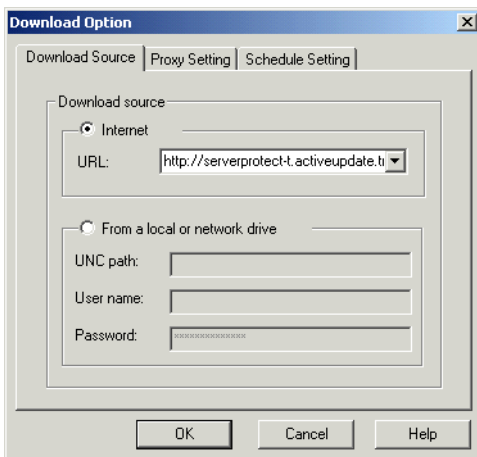 Download Option
Download Source Proxy Setting Schedule Setting
Download source
Internet
URL: http://serverprotect-t.activeupdate.tr
From a local or network drive
UNC path:
User name:
Password: ××××××××××××××
OK Cancel Help